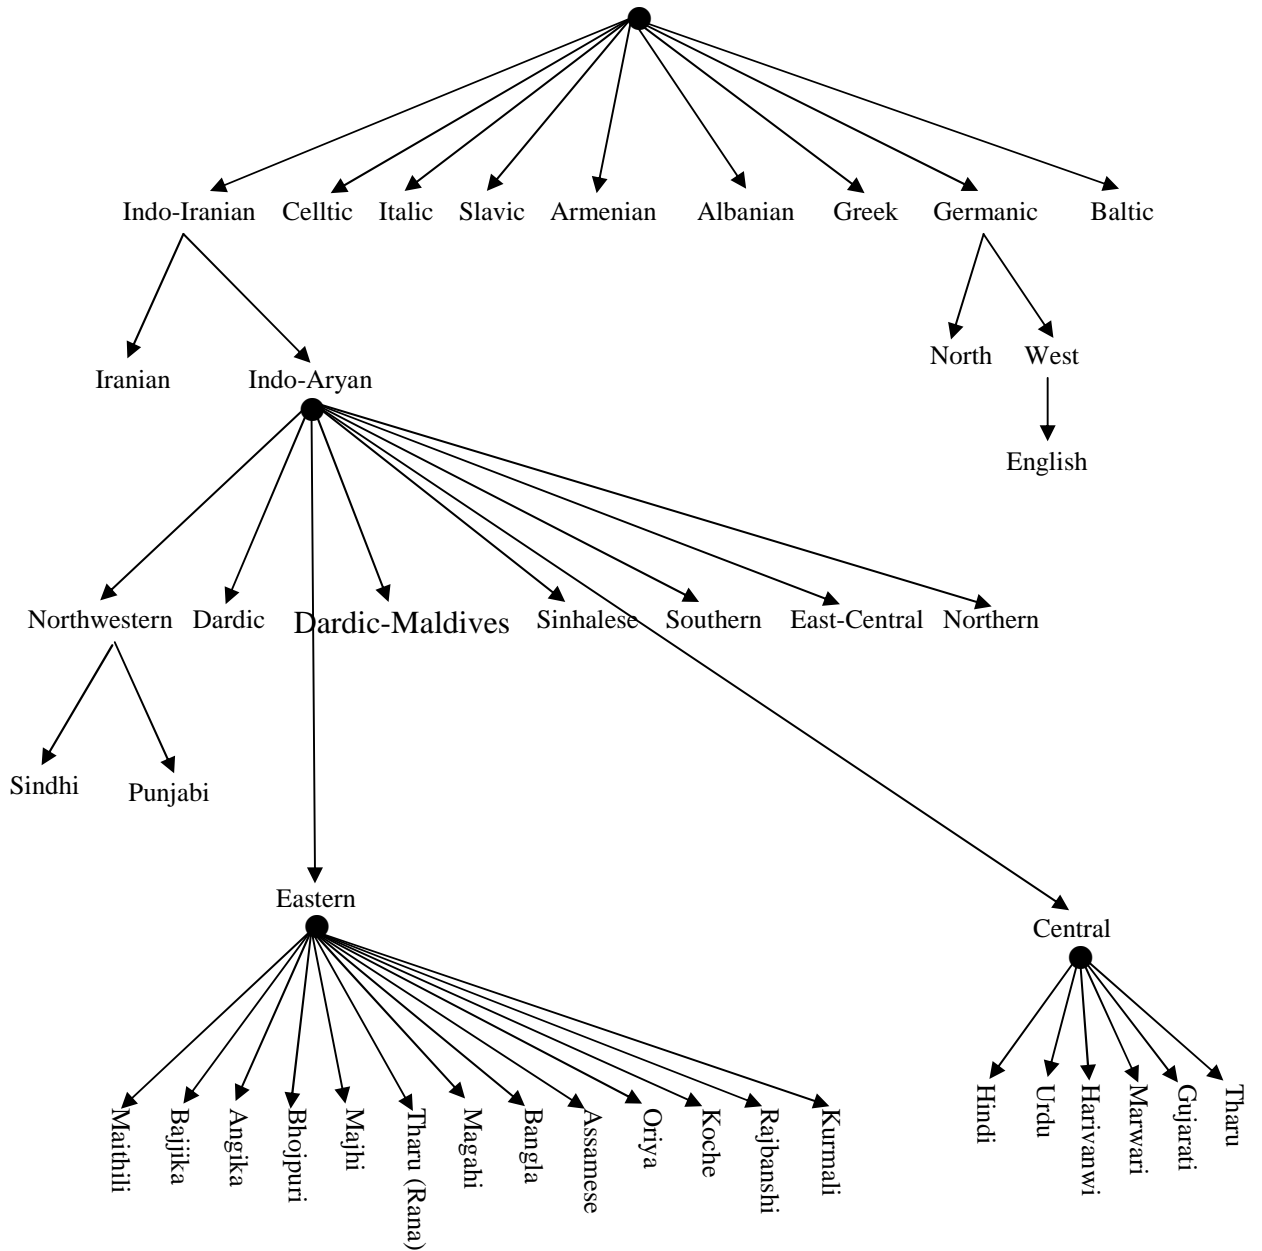 Indo-Iranian Celltic Italic Slavic Armenian Albanian Greek Germanic Baltic
North West
Iranian Indo-Aryan
English
Northwestern Dardic Dardic-Maldives Sinhalese Southern East-Central Northern
Sindhi Punjabi
Eastern
Central
Maithili
Bajjika
Angika
Bhojpuri
Majhi
Tharu (Rana)
Magahi
Bangla
Assamese
Oriya
Koche
Rajbanshi
Kurmali
Hindi
Urdu
Harivanwi
Marwari
Gujarati
Tharu